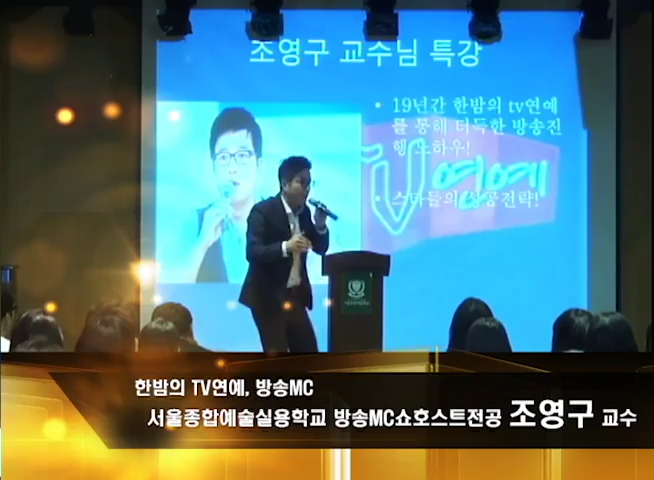 조영구 교수님 특강
• 19년간 한밤의 tv연예
를 통해 터득한 방송진
행 노하우!
• 스타들의 성공전략!
TV 연예
한밤의 TV연예, 방송MC
서울종합예술실용학교 방송MC쇼호스트전공 조영구 교수